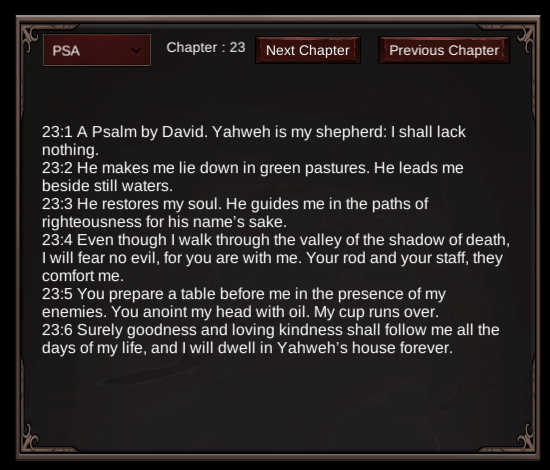 PSA
Chapter : 23
Next Chapter
Previous Chapter
23:1 A Psalm by David. Yahweh is my shepherd: I shall lack
nothing.
23:2 He makes me lie down in green pastures. He leads me
beside still waters.
23:3 He restores my soul. He guides me in the paths of
righteousness for his name’s sake.
23:4 Even though I walk through the valley of the shadow of death,
I will fear no evil, for you are with me. Your rod and your staff, they
comfort me.
23:5 You prepare a table before me in the presence of my
enemies. You anoint my head with oil. My cup runs over.
23:6 Surely goodness and loving kindness shall follow me all the
days of my life, and I will dwell in Yahweh’s house forever.